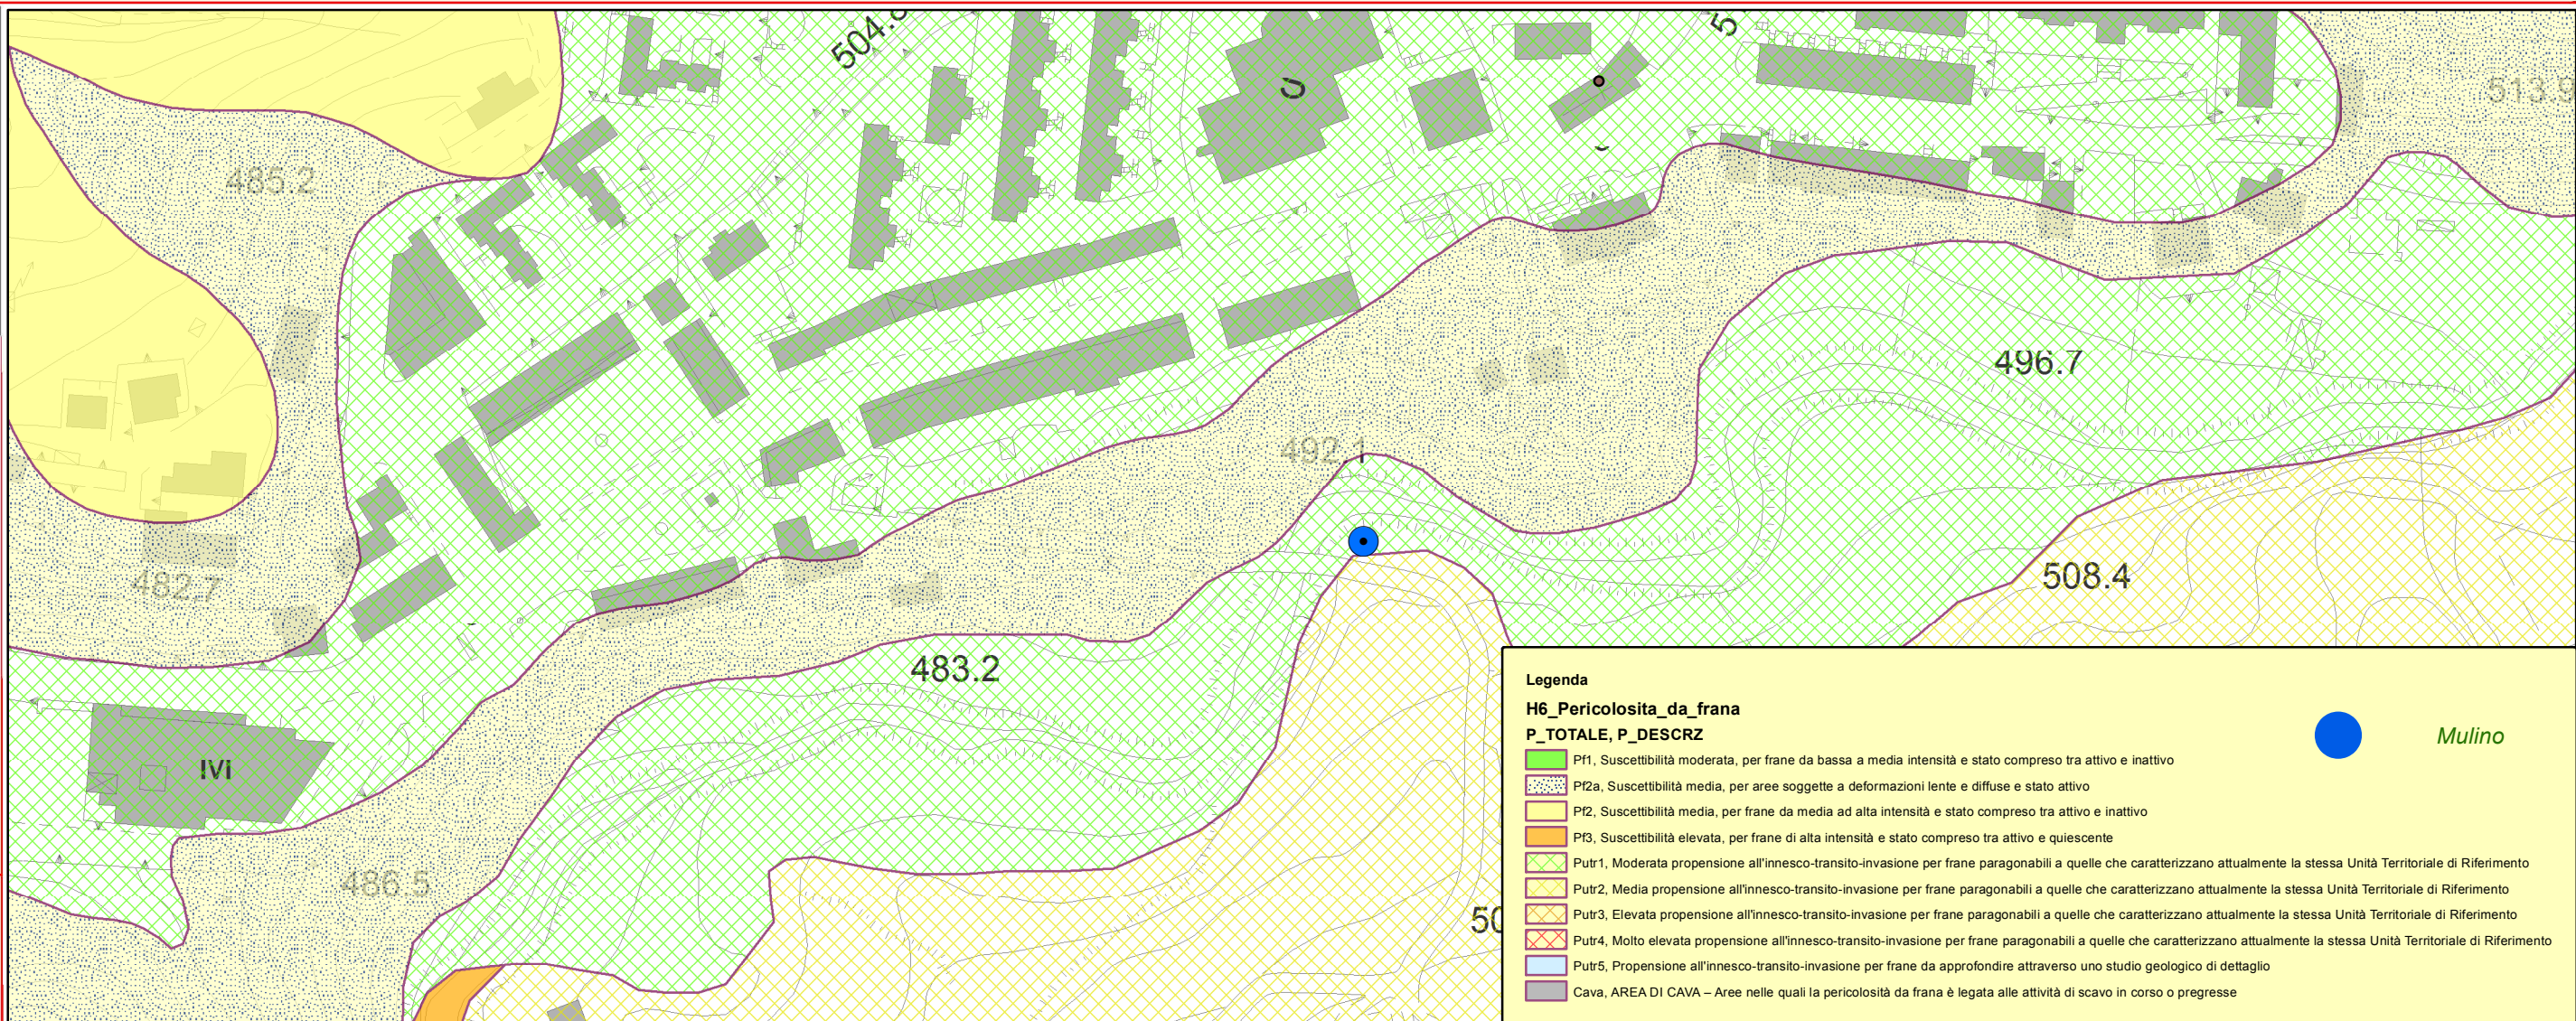 504.8
5
S
513.9
485.2
496.7
492.1
508.4
482.7
483.2
486.5
50
Legenda
H6_Pericolosita_da_frana
P_TOTALE, P_DESCRZ
Mulino
Pf1, Suscettibilità moderata, per frane da bassa a media intensità e stato compreso tra attivo e inattivo
Pf2a, Suscettibilità media, per aree soggette a deformazioni lente e diffuse e stato attivo
Pf2, Suscettibilità media, per frane da media ad alta intensità e stato compreso tra attivo e inattivo
Pf3, Suscettibilità elevata, per frane di alta intensità e stato compreso tra attivo e quiescente
Putr1, Moderata propensione all'innesco-transito-invasione per frane paragonabili a quelle che caratterizzano attualmente la stessa Unità Territoriale di Riferimento
Putr2, Media propensione all'innesco-transito-invasione per frane paragonabili a quelle che caratterizzano attualmente la stessa Unità Territoriale di Riferimento
Putr3, Elevata propensione all'innesco-transito-invasione per frane paragonabili a quelle che caratterizzano attualmente la stessa Unità Territoriale di Riferimento
Putr4, Molto elevata propensione all'innesco-transito-invasione per frane paragonabili a quelle che caratterizzano attualmente la stessa Unità Territoriale di Riferimento
Putr5, Propensione all'innesco-transito-invasione per frane da approfondire attraverso uno studio geologico di dettaglio
Cava, AREA DI CAVA – Aree nelle quali la pericolosità da frana è legata alle attività di scavo in corso o pregresse